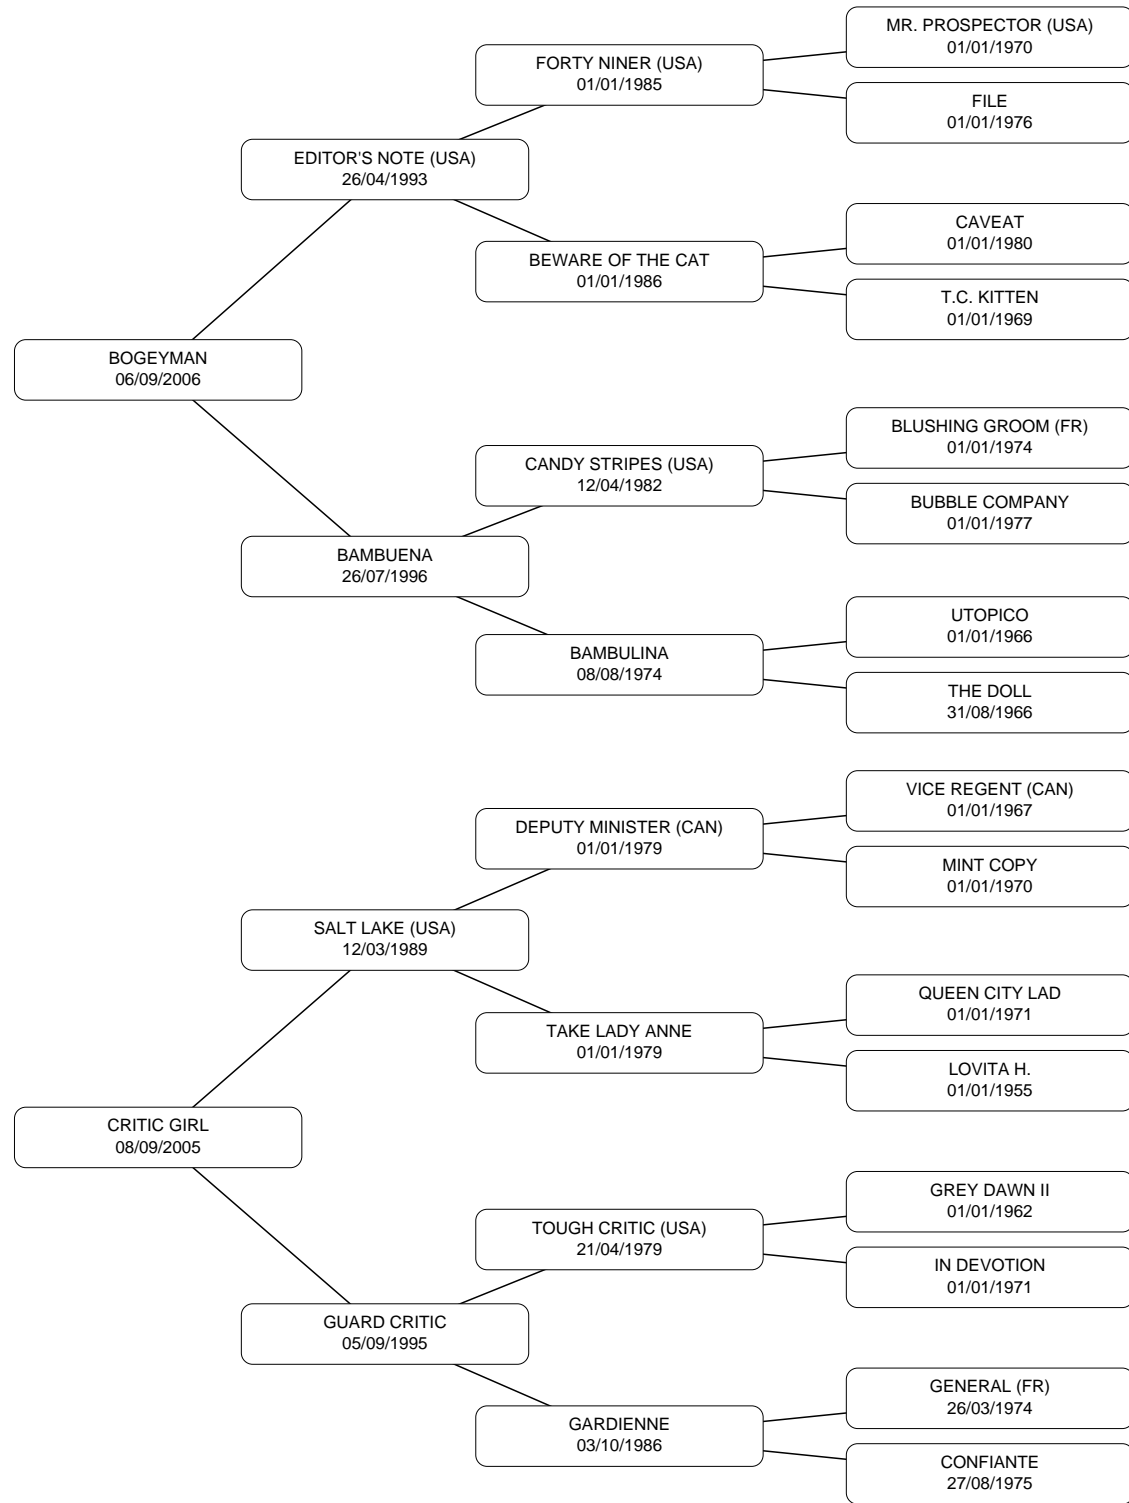 MR. PROSPECTOR (USA)
01/01/1970
FORTY NINER (USA)
01/01/1985
FILE
01/01/1976
EDITOR'S NOTE (USA)
26/04/1993
CAVEAT
01/01/1980
BEWARE OF THE CAT
01/01/1986
T.C. KITTEN
01/01/1969
BOGEYMAN
06/09/2006
BLUSHING GROOM (FR)
01/01/1974
CANDY STRIPES (USA)
12/04/1982
BUBBLE COMPANY
01/01/1977
BAMBUENA
26/07/1996
UTOPICO
01/01/1966
BAMBULINA
08/08/1974
THE DOLL
31/08/1966
VICE REGENT (CAN)
01/01/1967
DEPUTY MINISTER (CAN)
01/01/1979
MINT COPY
01/01/1970
SALT LAKE (USA)
12/03/1989
QUEEN CITY LAD
01/01/1971
TAKE LADY ANNE
01/01/1979
LOVITA H.
01/01/1955
CRITIC GIRL
08/09/2005
GREY DAWN II
01/01/1962
TOUGH CRITIC (USA)
21/04/1979
IN DEVOTION
01/01/1971
GUARD CRITIC
05/09/1995
GENERAL (FR)
26/03/1974
GARDIENNE
03/10/1986
CONFIANTE
27/08/1975